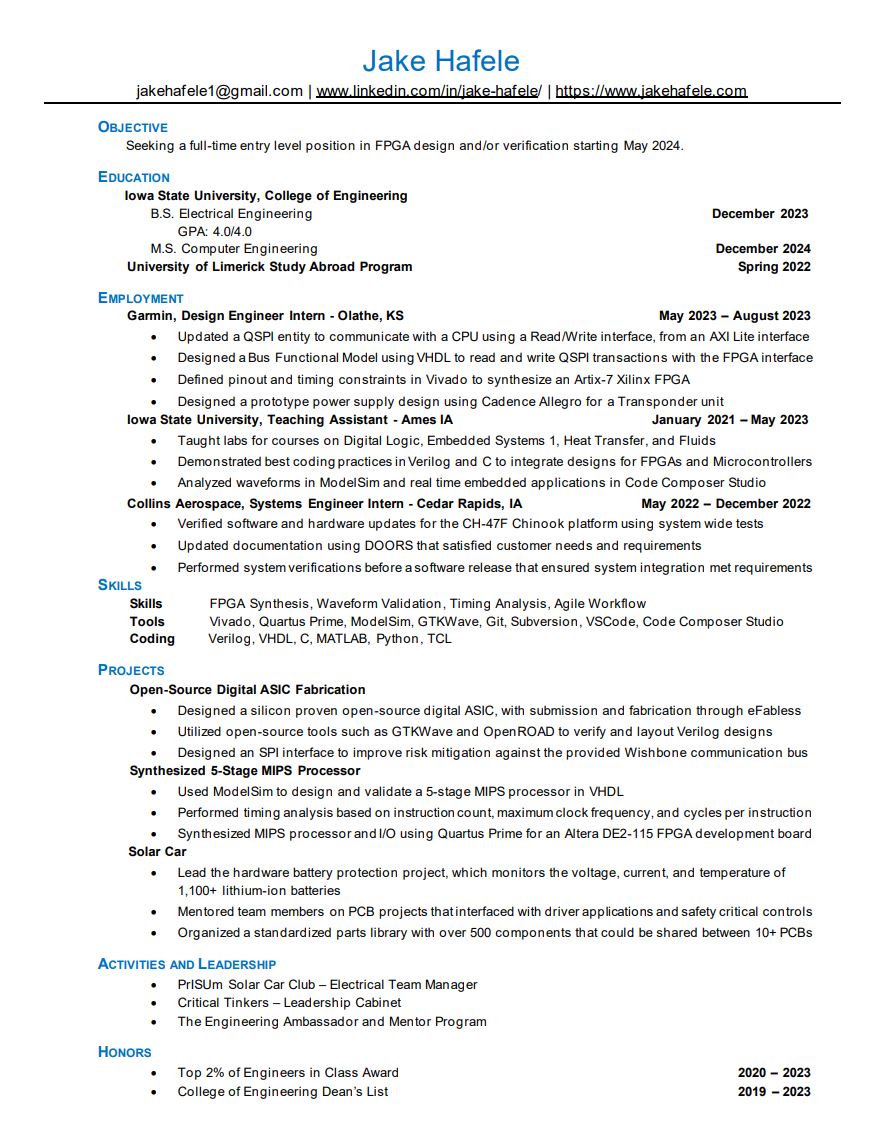 Jake Hafele
jakehafele1@gmail.com | www.linkedin.com/in/jake-hafele/ | https://www.jakehafele.com
OBJECTIVE
Seeking a full-time entry level position in FPGA design and/or verification starting May 2024.
EDUCATION
Iowa State University, College of Engineering
B.S. Electrical Engineering December 2023
GPA: 4.0/4.0
M.S. Computer Engineering December 2024
University of Limerick Study Abroad Program Spring 2022
EMPLOYMENT
Garmin, Design Engineer Intern - Olathe, KS May 2023 – August 2023
• Updated a QSPI entity to communicate with a CPU using a Read/Write interface, from an AXI Lite interface
• Designed a Bus Functional Model using VHDL to read and write QSPI transactions with the FPGA interface
• Defined pinout and timing constraints in Vivado to synthesize an Artix-7 Xilinx FPGA
• Designed a prototype power supply design using Cadence Allegro for a Transponder unit
Iowa State University, Teaching Assistant - Ames IA January 2021 – May 2023
• Taught labs for courses on Digital Logic, Embedded Systems 1, Heat Transfer, and Fluids
• Demonstrated best coding practices in Verilog and C to integrate designs for FPGAs and Microcontrollers
• Analyzed waveforms in ModelSim and real time embedded applications in Code Composer Studio
Collins Aerospace, Systems Engineer Intern - Cedar Rapids, IA May 2022 – December 2022
• Verified software and hardware updates for the CH-47F Chinook platform using system wide tests
• Updated documentation using DOORS that satisfied customer needs and requirements
• Performed system verifications before a software release that ensured system integration met requirements
SKILLS
Skills FPGA Synthesis, Waveform Validation, Timing Analysis, Agile Workflow
Tools Vivado, Quartus Prime, ModelSim, GTKWave, Git, Subversion, VSCode, Code Composer Studio
Coding Verilog, VHDL, C, MATLAB, Python, TCL
PROJECTS
Open-Source Digital ASIC Fabrication
• Designed a silicon proven open-source digital ASIC, with submission and fabrication through eFabless
• Utilized open-source tools such as GTKWave and OpenROAD to verify and layout Verilog designs
• Designed an SPI interface to improve risk mitigation against the provided Wishbone communication bus
Synthesized 5-Stage MIPS Processor
• Used ModelSim to design and validate a 5-stage MIPS processor in VHDL
• Performed timing analysis based on instruction count, maximum clock frequency, and cycles per instruction
• Synthesized MIPS processor and I/O using Quartus Prime for an Altera DE2-115 FPGA development board
Solar Car
• Lead the hardware battery protection project, which monitors the voltage, current, and temperature of
1,100+ lithium-ion batteries
• Mentored team members on PCB projects that interfaced with driver applications and safety critical controls
• Organized a standardized parts library with over 500 components that could be shared between 10+ PCBs
ACTIVITIES AND LEADERSHIP
• PrISUm Solar Car Club – Electrical Team Manager
• Critical Tinkers – Leadership Cabinet
• The Engineering Ambassador and Mentor Program
HONORS
• Top 2% of Engineers in Class Award 2020 – 2023
• College of Engineering Dean's List 2019 – 2023